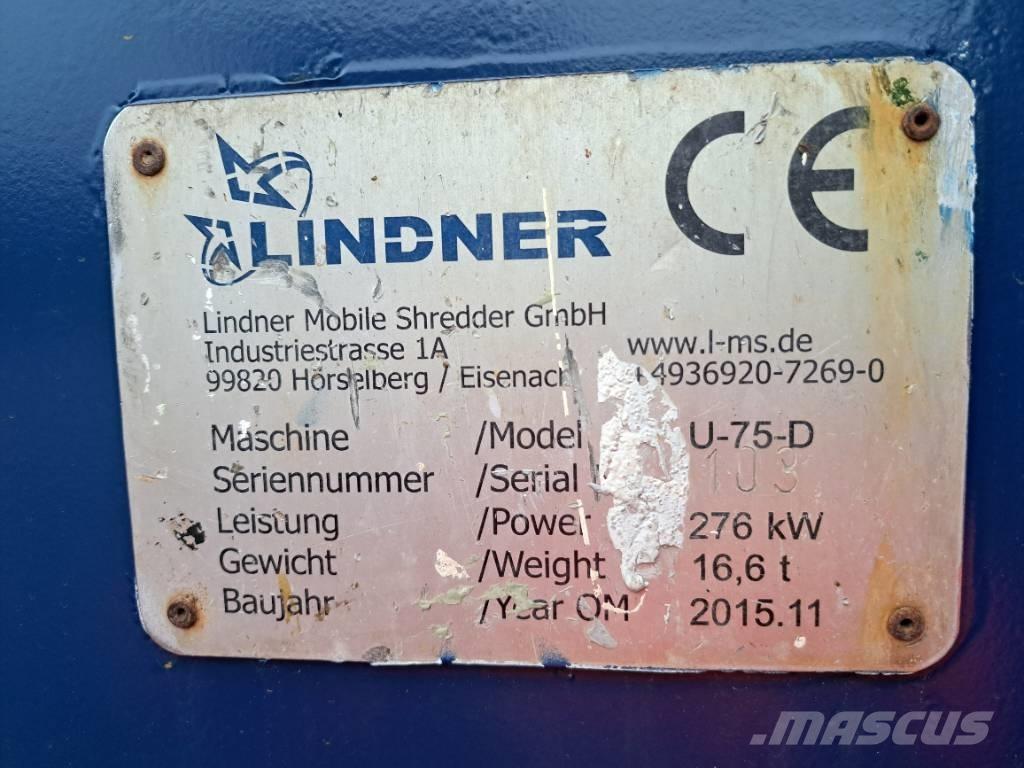 LINDNER
CE
Lindner Mobile Shredder GmbH
Industriestrasse 1A
www.l-ms.de
99820 Hörselberg / Eisenach
+4936920-7269-0
Maschine /Model U-75-D
Seriennummer /Serial 103
Leistung /Power 276 kW
Gewicht /Weight 16,6 t
Baujahr /Year OM 2015.11
MASCUS